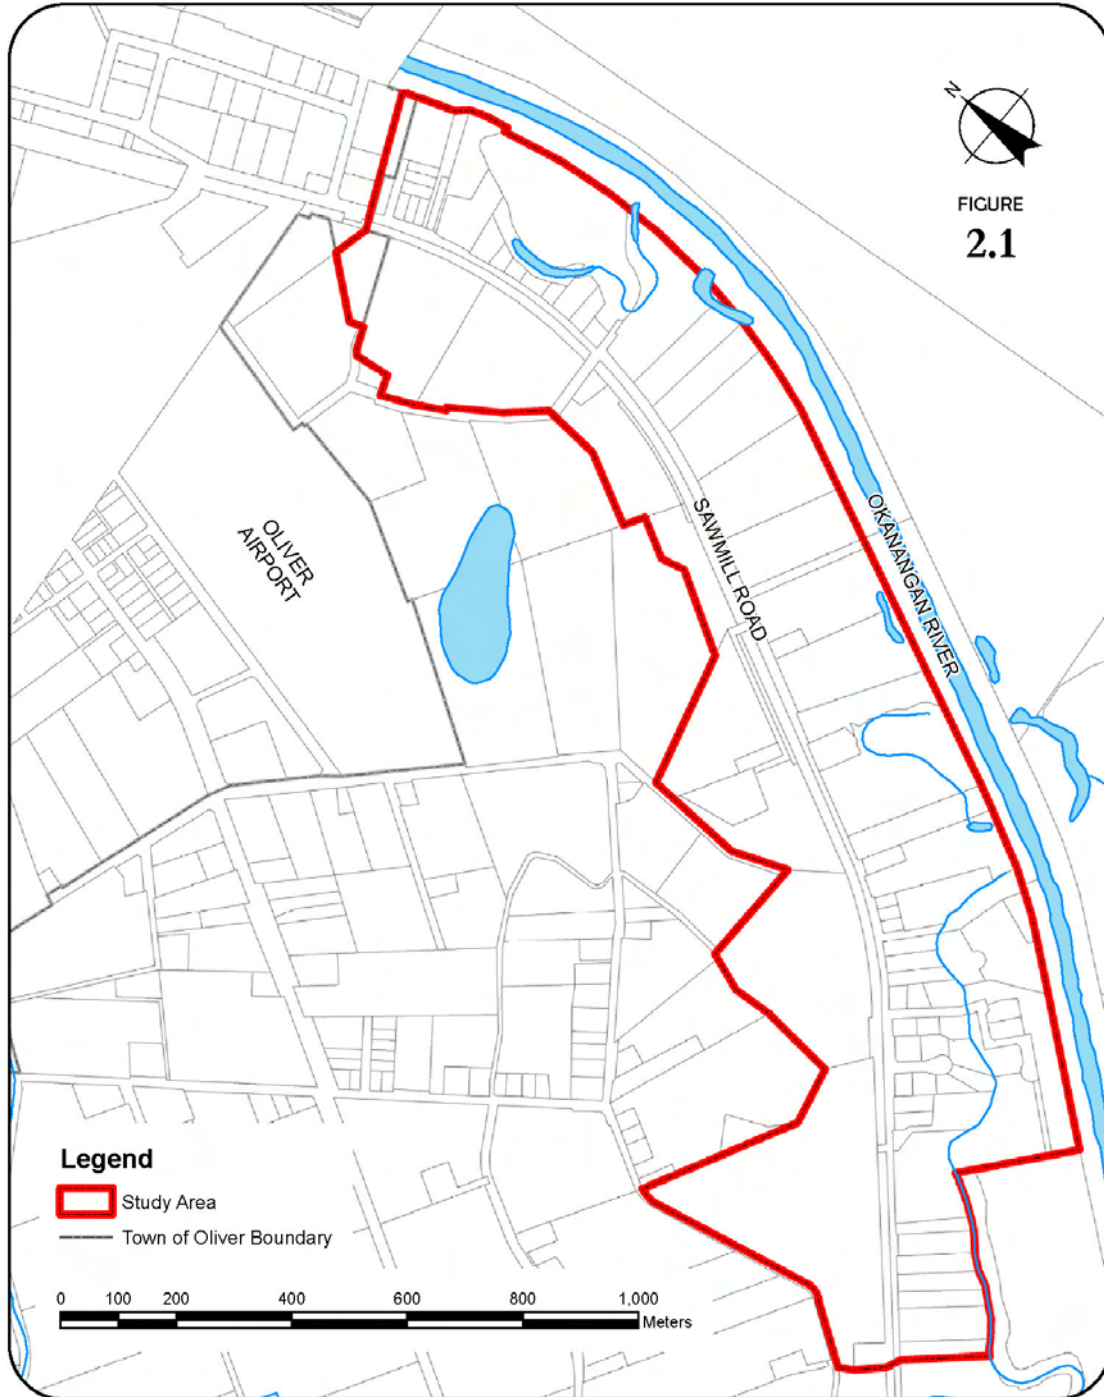 N
FIGURE
2.1
OLIVER
AIRPORT
SAWMILL ROAD
OKANANGAN RIVER
Legend
Study Area
Town of Oliver Boundary
0 100 200 400 600 800 1,000
Meters